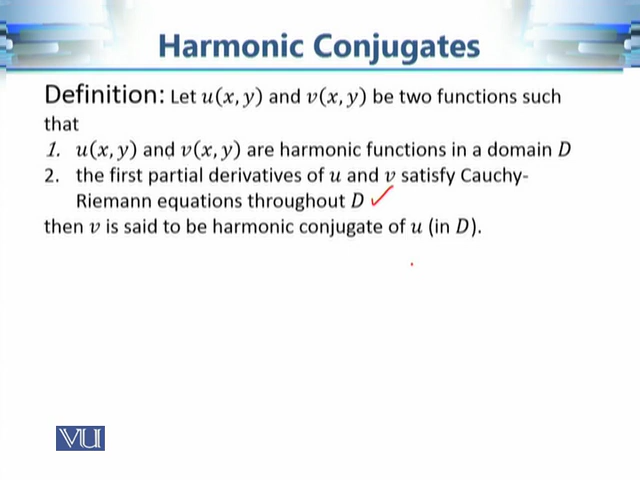 Harmonic Conjugates
Definition: Let u(x, y) and v(x, y) be two functions such
that
1. u(x, y) and v(x, y) are harmonic functions in a domain D
2. the first partial derivatives of u and v satisfy Cauchy-
Riemann equations throughout D
then v is said to be harmonic conjugate of u (in D).
VU